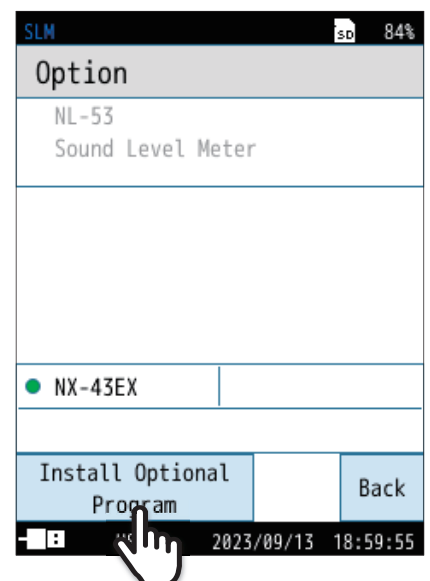 SLM SD 84%
Option
NL-53
Sound Level Meter
NX-43EX
Install Optional
Program
Back
2023/09/13 18:59:55